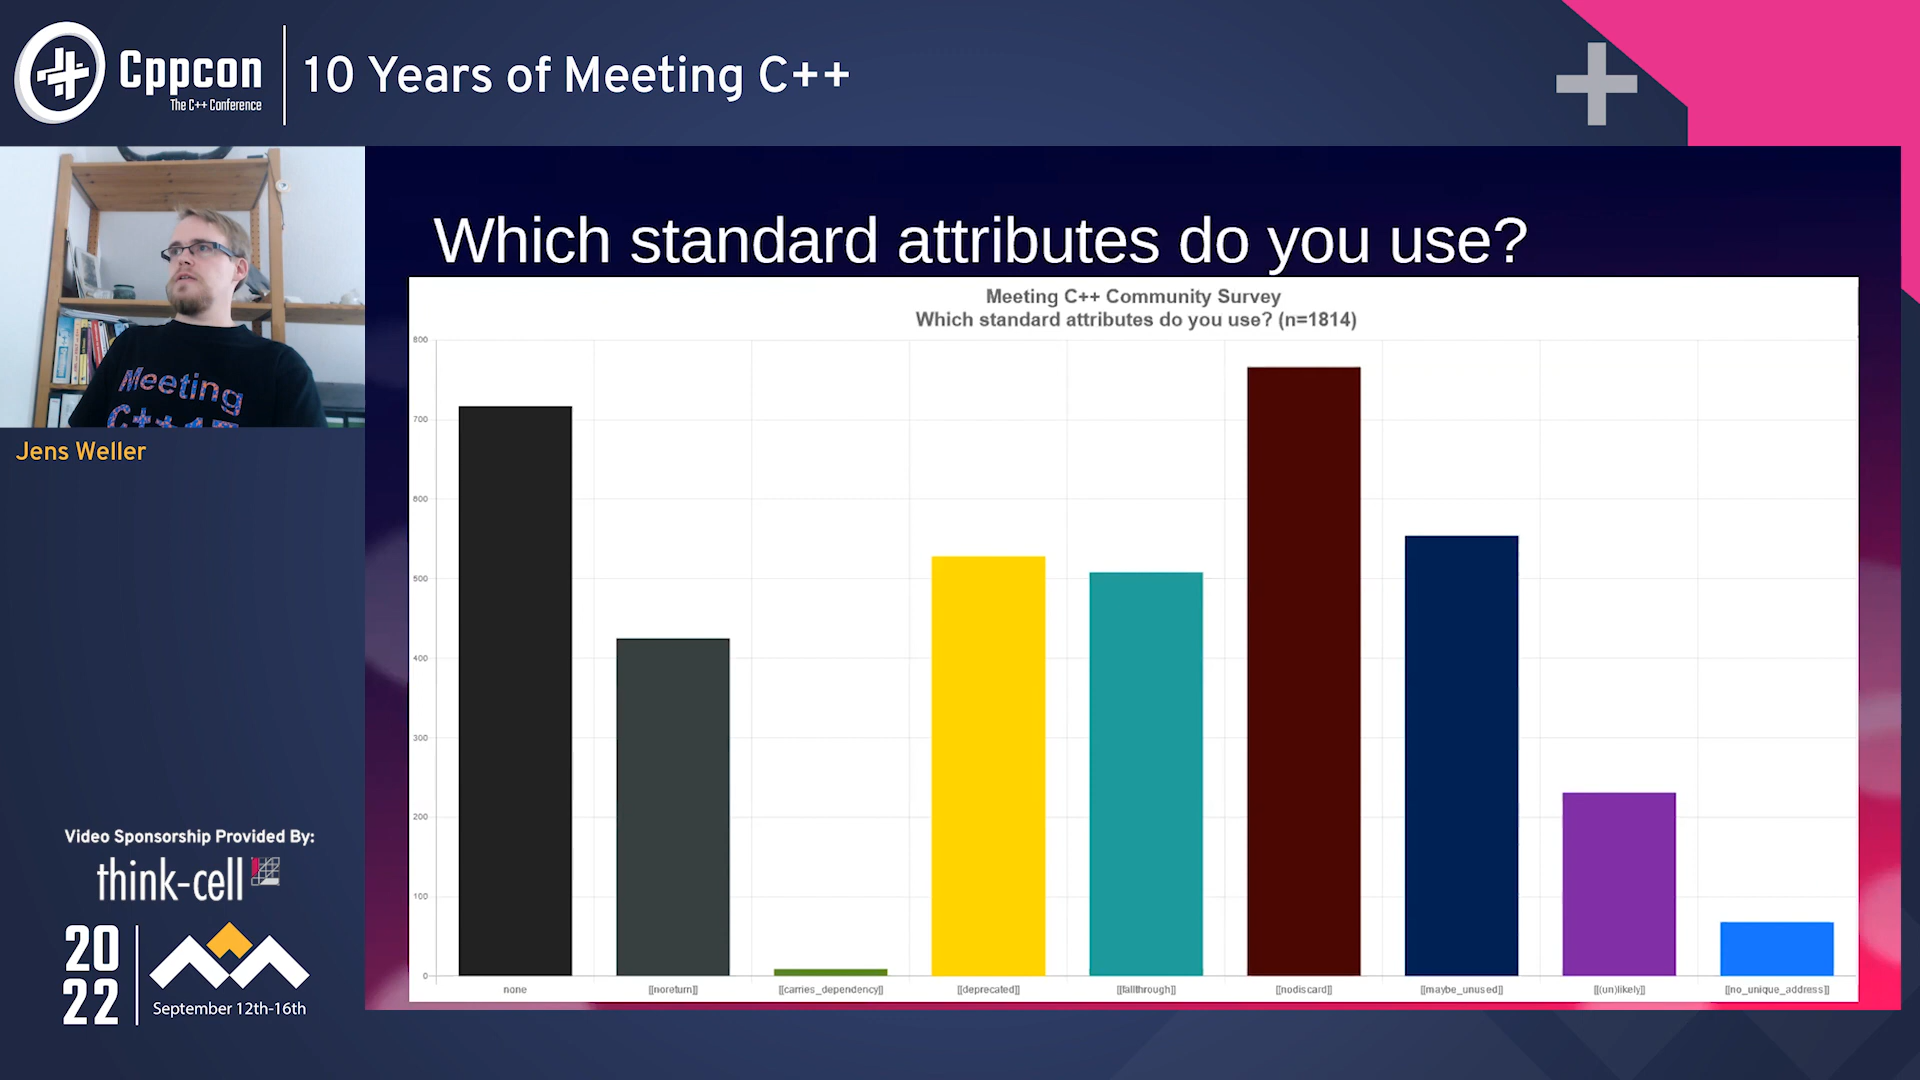 Cppcon
The C++ Conference
10 Years of Meeting C++
Meeting
Jens Weller
Which standard attributes do you use?
Meeting C++ Community Survey
Which standard attributes do you use? (n=1814)
800
700
600
500
400
300
200
100
0
none
[[noreturn]]
[[carries_dependency]]
[[deprecated]]
[[fallthrough]]
[[nodiscard]]
[[maybe_unused]]
[[(un)likely]]
[[no_unique_address]]
Video Sponsorship Provided By:
think-cell
20
22
September 12th-16th